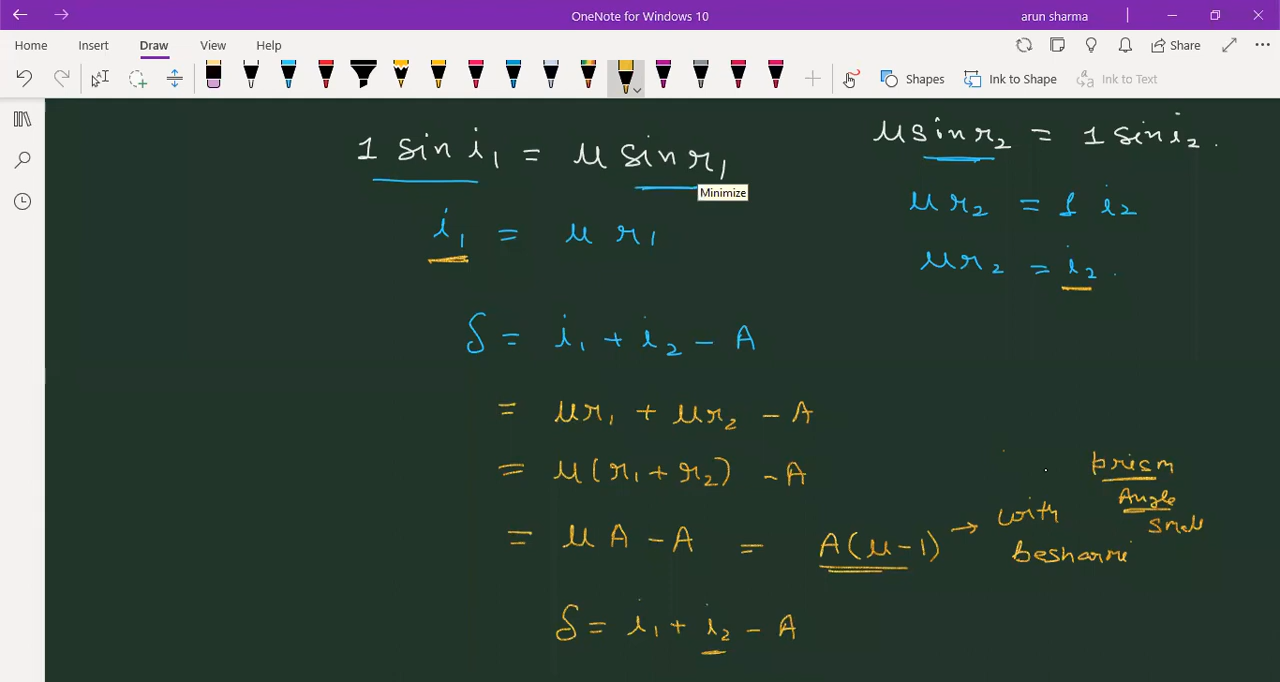 OneNote for Windows 10
arun sharma
Home Insert Draw View Help
Share
Shapes Ink to Shape Ink to Text
1 sin i₁ = μ sin r₁
μ sin r₂ = 1 sin i₂.
Minimize
μ r₂ = 1 i₂
i₁ = μ r₁
μ r₂ = i₂.
δ = i₁ + i₂ - A
= μr₁ + μr₂ - A
= μ(r₁ + r₂) - A
= μA - A = A(μ-1) → with besharmi
prism
Angle
small
δ = i₁ + i₂ - A